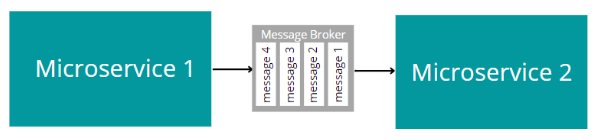 Microservice 1
Message Broker
message 4
message 3
message 2
message 1
Microservice 2